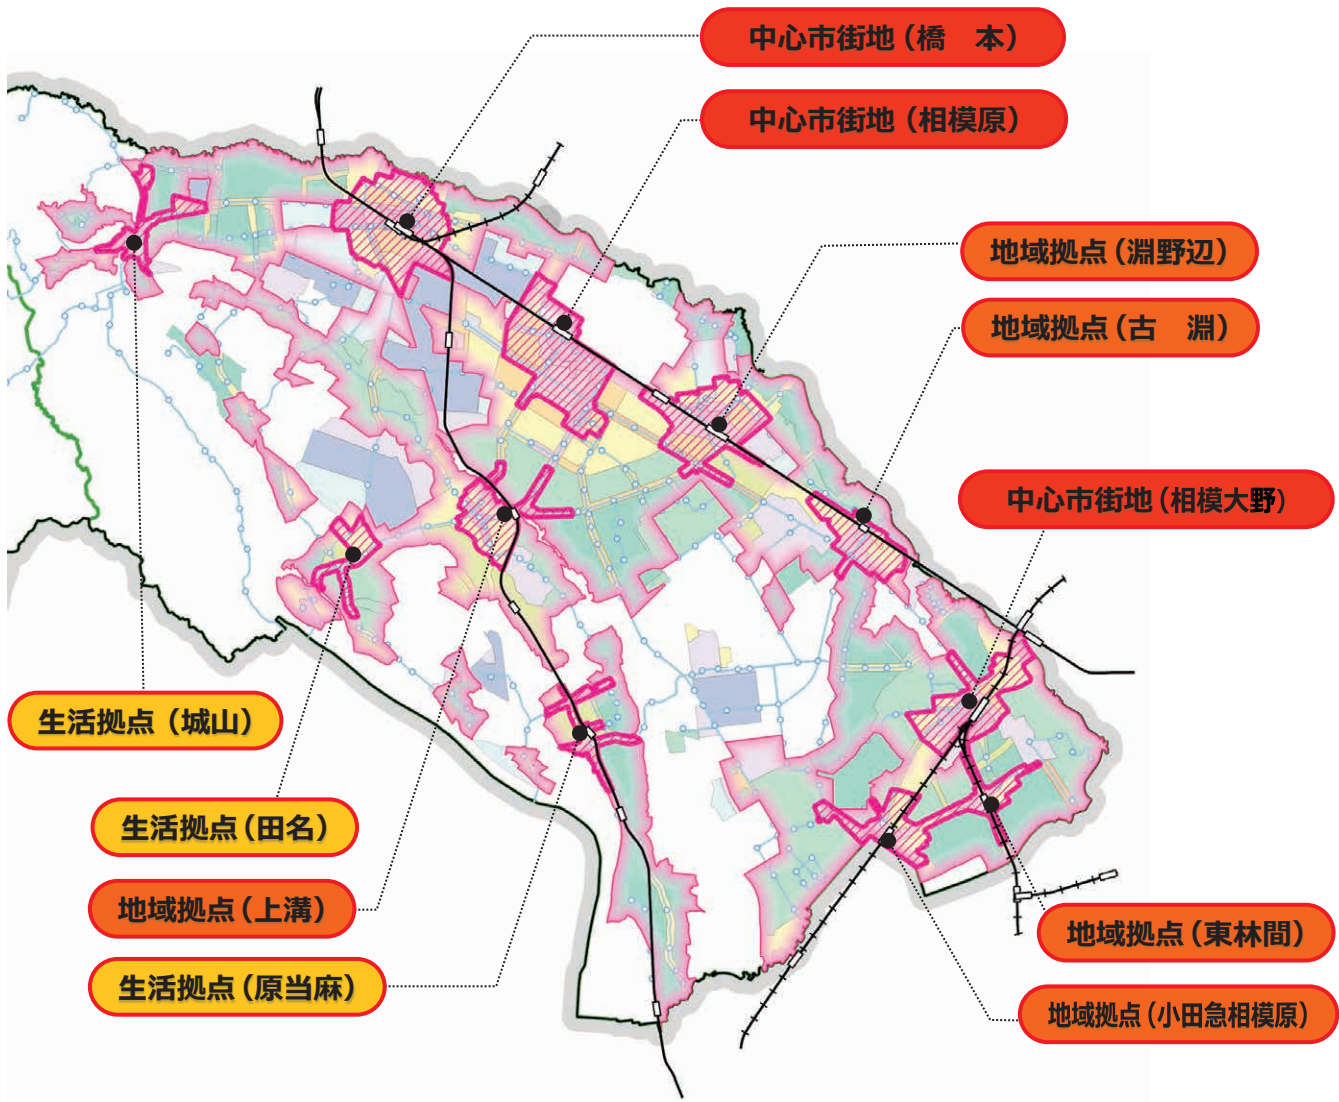 中心市街地（橋　本）
中心市街地（相模原）
地域拠点（淵野辺）
地域拠点（古　淵）
中心市街地（相模大野）
生活拠点（城山）
生活拠点（田名）
地域拠点（上溝）
生活拠点（原当麻）
地域拠点（東林間）
地域拠点（小田急相模原）